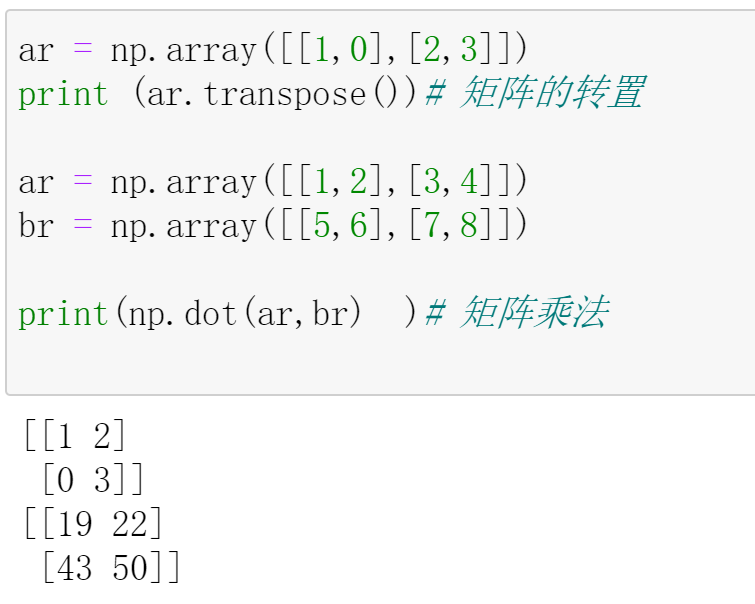 ar = np.array([[1,0],[2,3]])
print (ar.transpose())# 矩阵的转置
ar = np.array([[1,2],[3,4]])
br = np.array([[5,6],[7,8]])
print(np.dot(ar,br)  )# 矩阵乘法
[[1 2]
 [0 3]]
[[19 22]
 [43 50]]